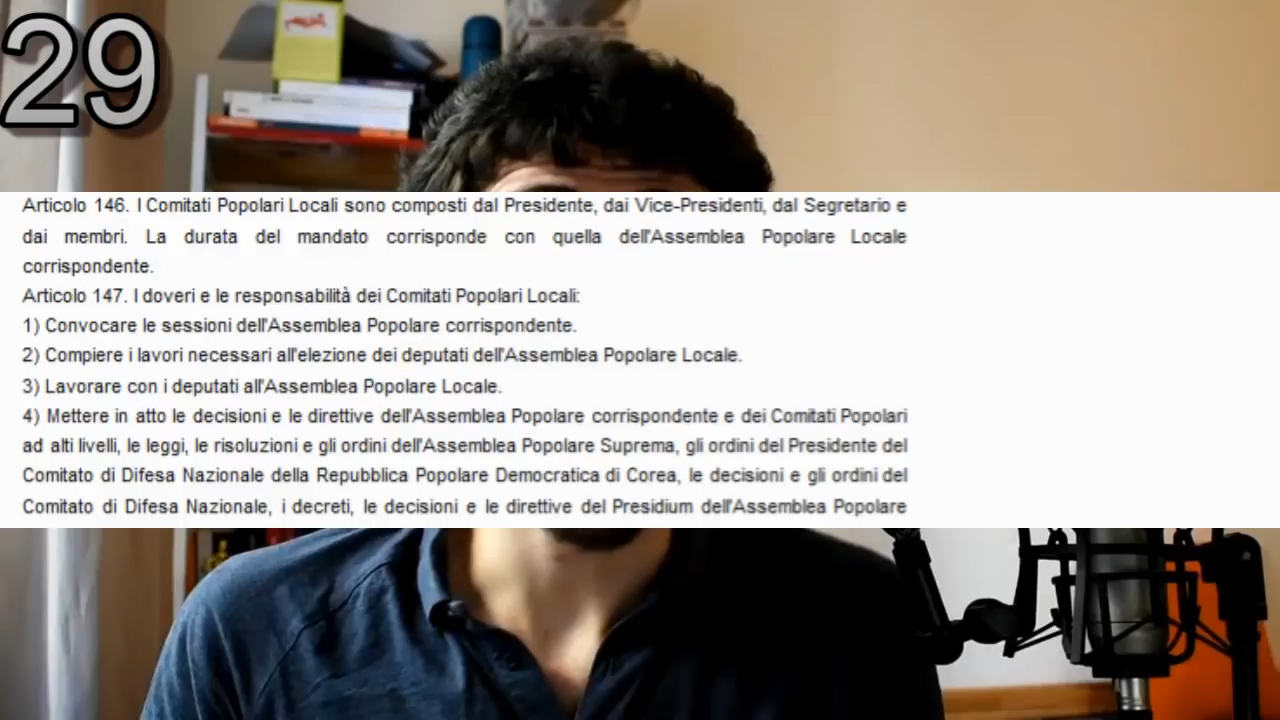 29
Articolo 146. I Comitati Popolari Locali sono composti dal Presidente, dai Vice-Presidenti, dal Segretario e
dai membri. La durata del mandato corrisponde con quella dell'Assemblea Popolare Locale
corrispondente.
Articolo 147. I doveri e le responsabilità dei Comitati Popolari Locali:
1) Convocare le sessioni dell'Assemblea Popolare corrispondente.
2) Compiere i lavori necessari all'elezione dei deputati dell'Assemblea Popolare Locale.
3) Lavorare con i deputati all'Assemblea Popolare Locale.
4) Mettere in atto le decisioni e le direttive dell'Assemblea Popolare corrispondente e dei Comitati Popolari
ad alti livelli, le leggi, le risoluzioni e gli ordini dell'Assemblea Popolare Suprema, gli ordini del Presidente del
Comitato di Difesa Nazionale della Repubblica Popolare Democratica di Corea, le decisioni e gli ordini del
Comitato di Difesa Nazionale, i decreti, le decisioni e le direttive del Presidium dell'Assemblea Popolare